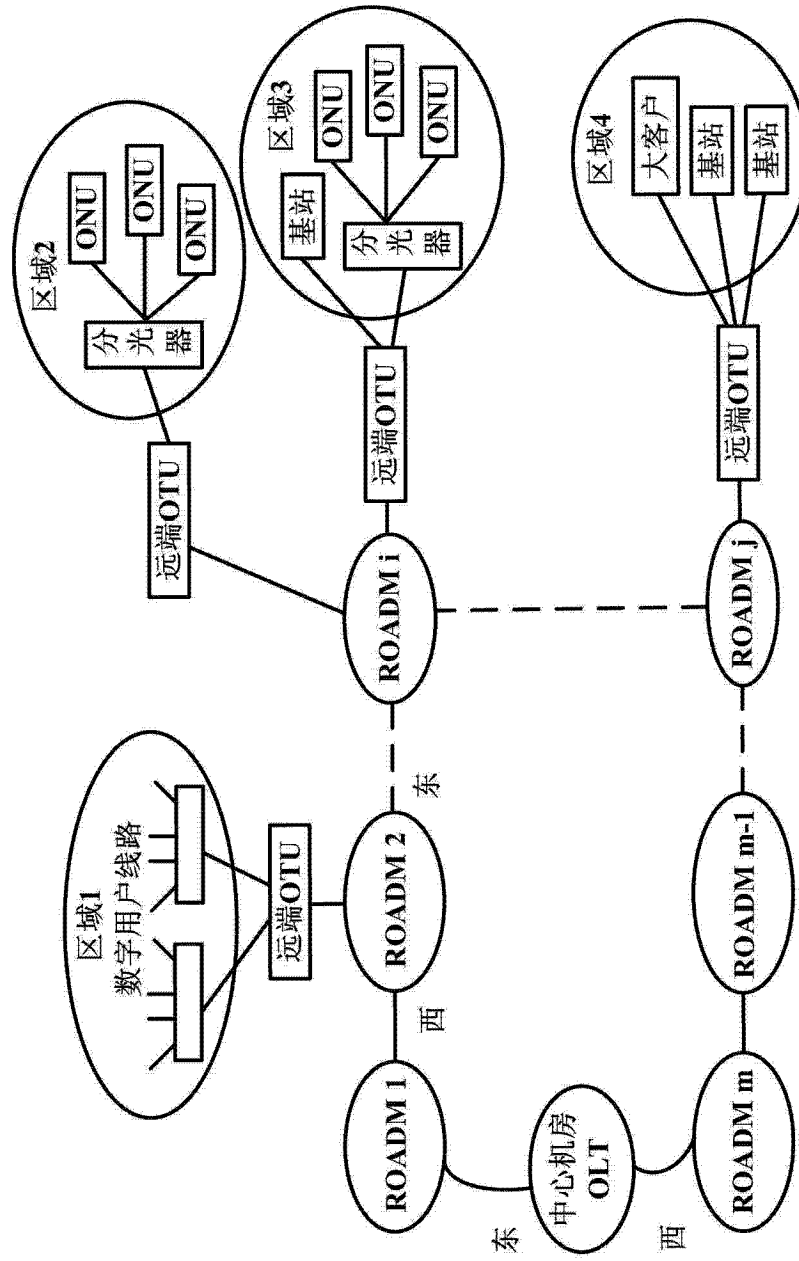 区域1
数字用户线路
远端OTU
区域2
分光器
ONU
ONU
ONU
远端OTU
区域3
基站
分光器
ONU
ONU
ONU
远端OTU
区域4
大客户
基站
基站
远端OTU
ROADM 1
西
ROADM 2
东
ROADM i
东
中心机房
OLT
西
ROADM m
ROADM m-1
ROADM j